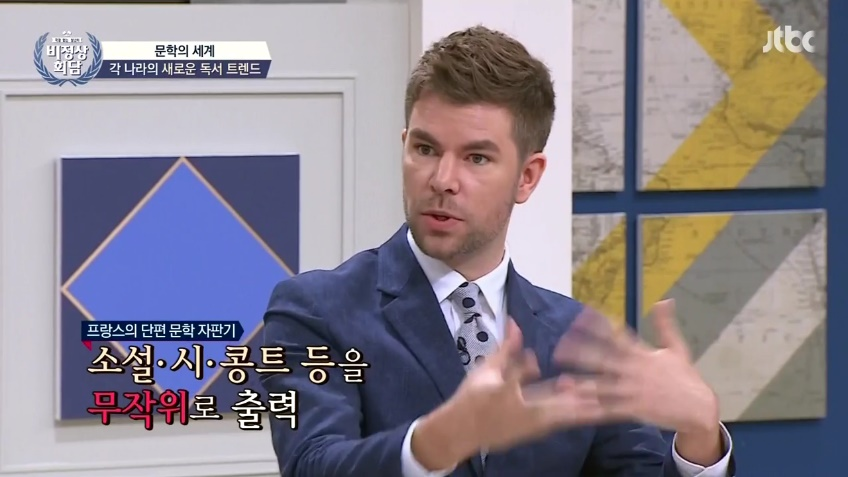 비정상
회담
문학의 세계
각 나라의 새로운 독서 트렌드
jtbc
프랑스의 단편 문학 자판기
소설·시·콩트 등을
무작위로 출력